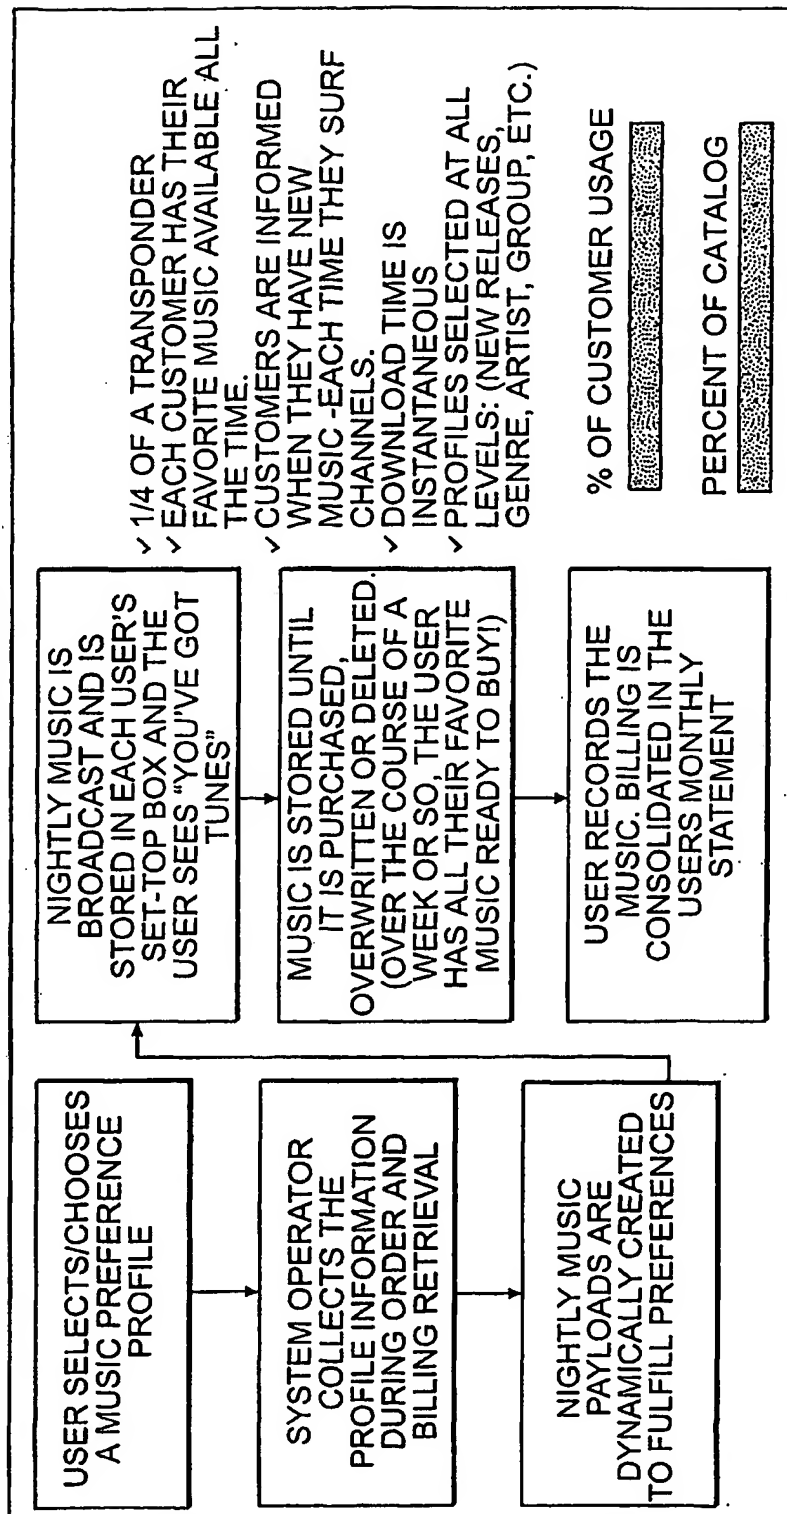 USER SELECTS/CHOOSES
A MUSIC PREFERENCE
PROFILE
SYSTEM OPERATOR
COLLECTS THE
PROFILE INFORMATION
DURING ORDER AND
BILLING RETRIEVAL
NIGHTLY MUSIC
PAYLOADS ARE
DYNAMICALLY CREATED
TO FULFILL PREFERENCES
NIGHTLY MUSIC IS
BROADCAST AND IS
STORED IN EACH USER'S
SET-TOP BOX AND THE
USER SEES "YOU'VE GOT
TUNES"
MUSIC IS STORED UNTIL
IT IS PURCHASED,
OVERWRITTEN OR DELETED.
(OVER THE COURSE OF A
WEEK OR SO, THE USER
HAS ALL THEIR FAVORITE
MUSIC READY TO BUY!)
USER RECORDS THE
MUSIC. BILLING IS
CONSOLIDATED IN THE
USERS MONTHLY
STATEMENT
✓ 1/4 OF A TRANSPONDER
✓ EACH CUSTOMER HAS THEIR
FAVORITE MUSIC AVAILABLE ALL
THE TIME.
✓ CUSTOMERS ARE INFORMED
WHEN THEY HAVE NEW
MUSIC -EACH TIME THEY SURF
CHANNELS.
✓ DOWNLOAD TIME IS
INSTANTANEOUS
✓ PROFILES SELECTED AT ALL
LEVELS: (NEW RELEASES,
GENRE, ARTIST, GROUP, ETC.)
% OF CUSTOMER USAGE
PERCENT OF CATALOG